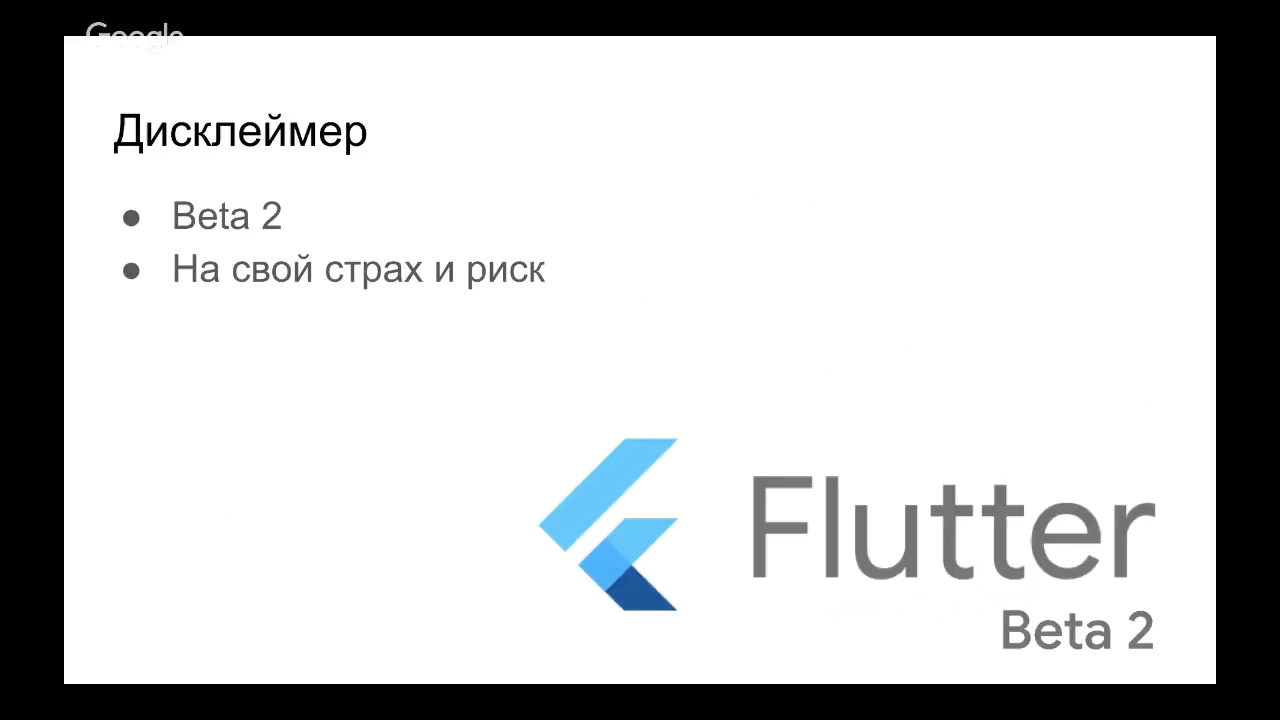 Google
Дисклеймер
● Beta 2
● На свой страх и риск
Flutter
Beta 2